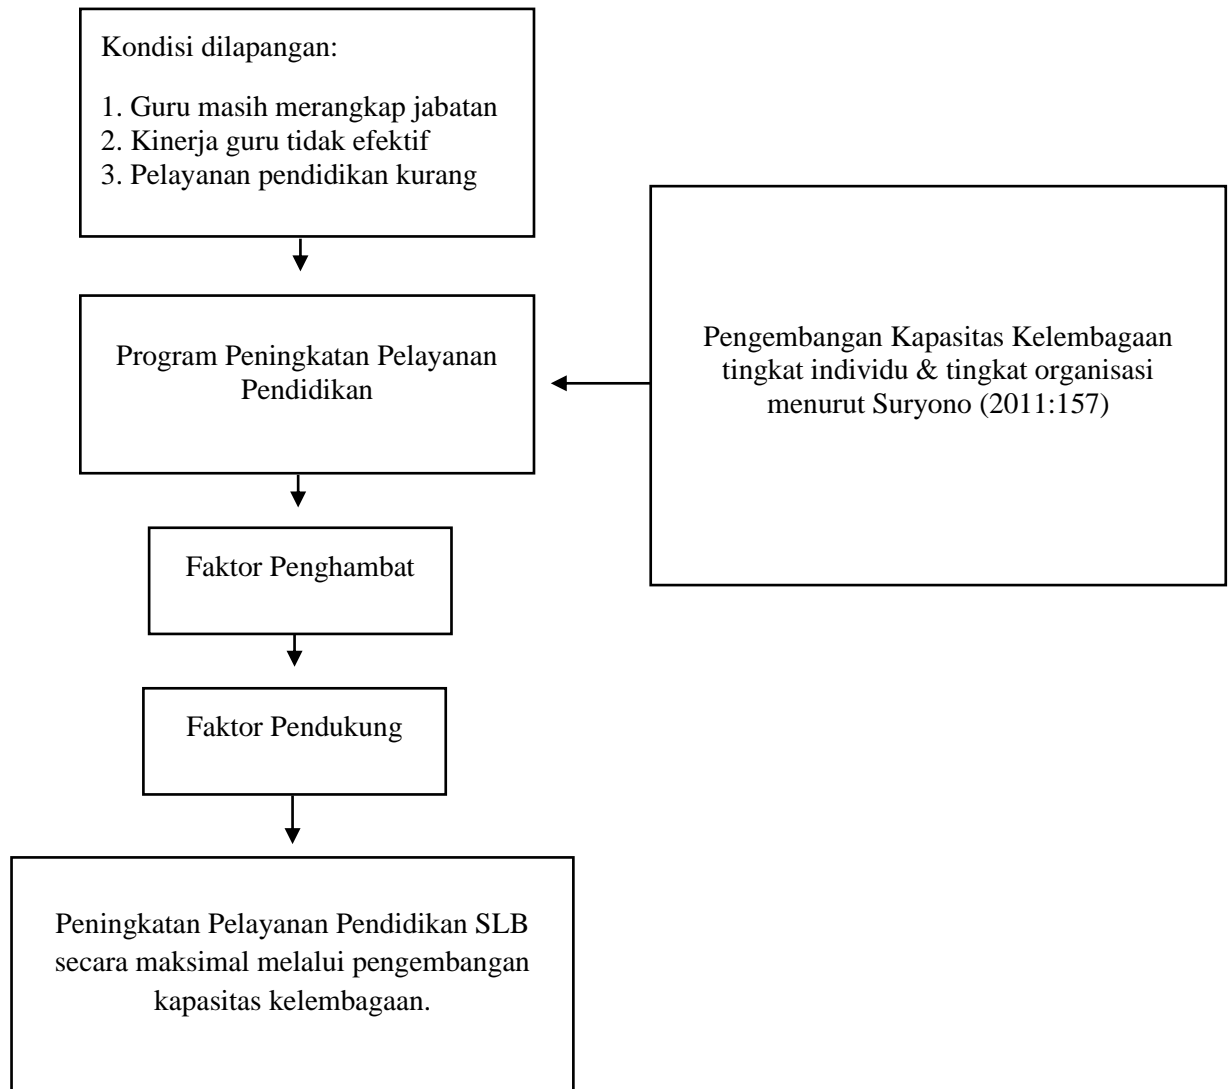 Kondisi dilapangan:
1. Guru masih merangkap jabatan
2. Kinerja guru tidak efektif
3. Pelayanan pendidikan kurang
Program Peningkatan Pelayanan
Pendidikan
Pengembangan Kapasitas Kelembagaan
tingkat individu & tingkat organisasi
menurut Suryono (2011:157)
Faktor Penghambat
Faktor Pendukung
Peningkatan Pelayanan Pendidikan SLB
secara maksimal melalui pengembangan
kapasitas kelembagaan.